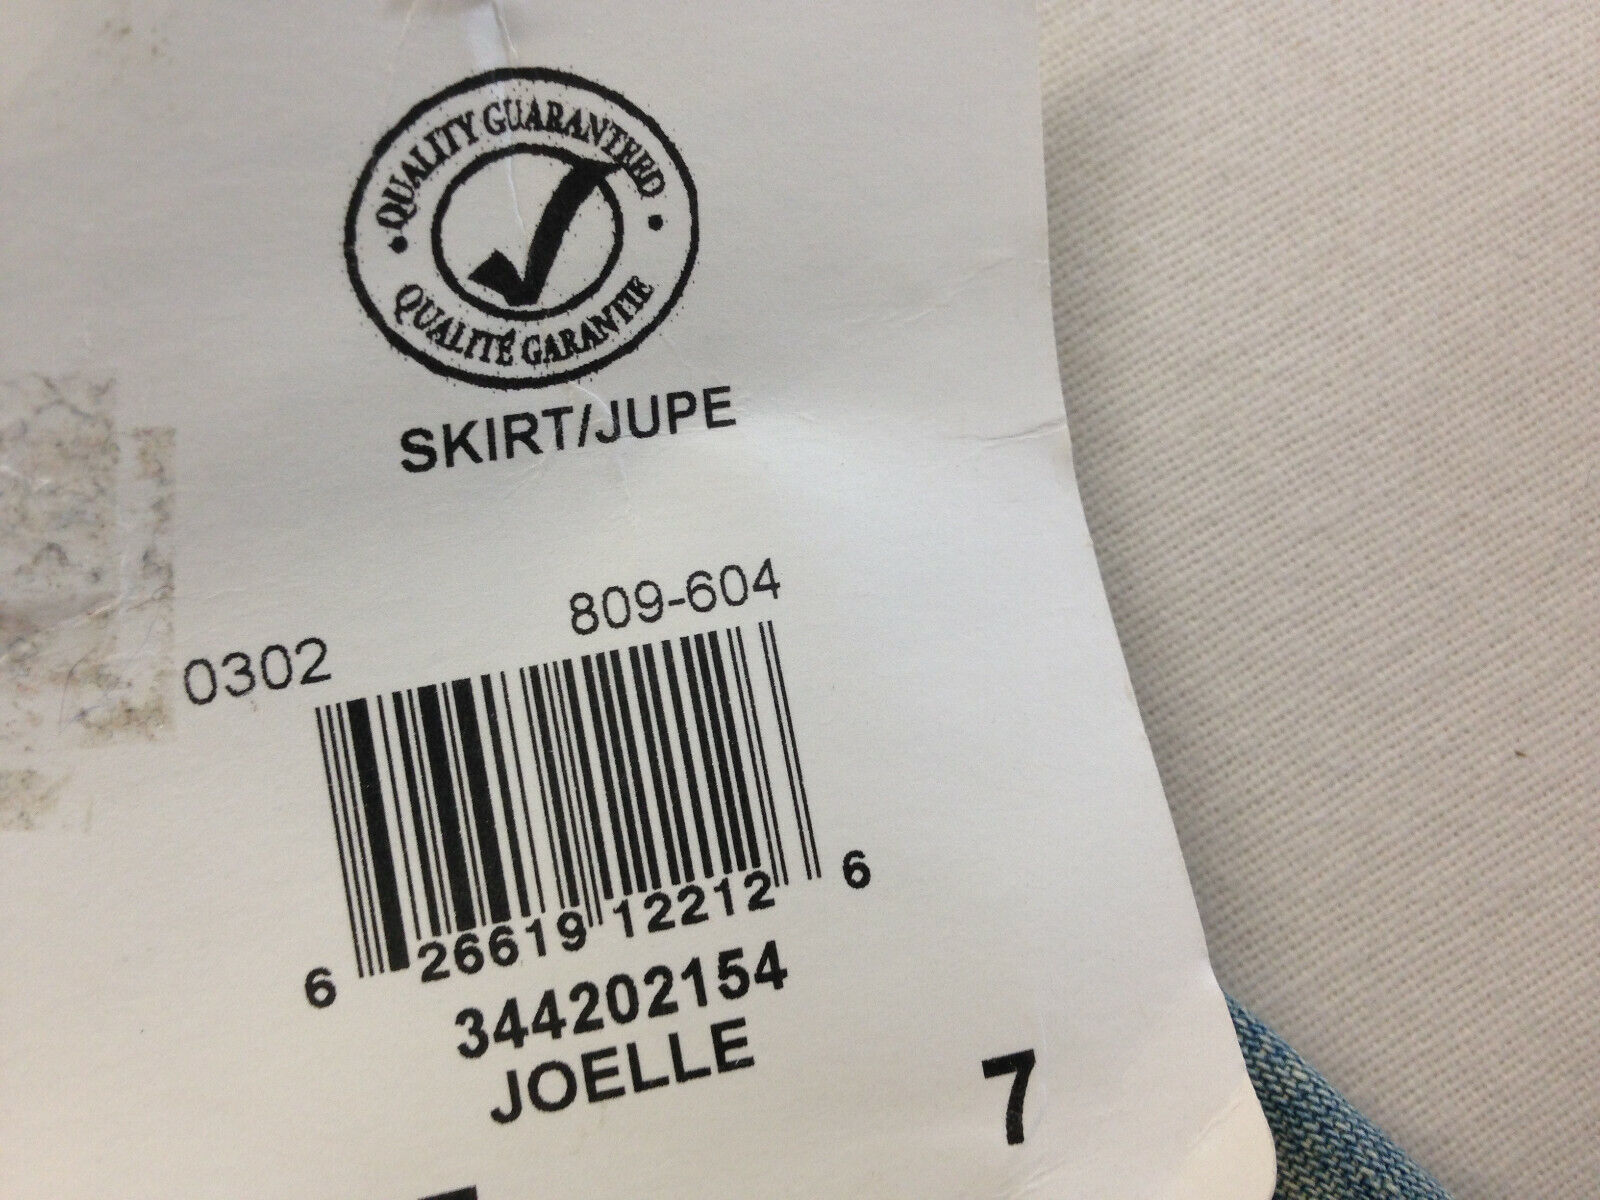 QUALITY GUARANTEED
QUALITÉ GARANTIE
SKIRT/JUPE
809-604
0302
6 26619 12212 6
344202154
JOELLE
7